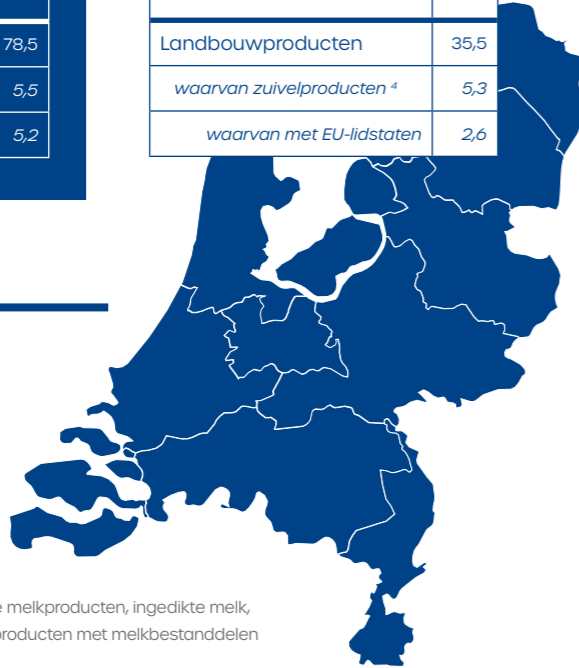 78,5
5,5
5,2
Landbouwproducten 35,5
waarvan zuivelproducten ⁴ 5,3
waarvan met EU-lidstaten 2,6
melkproducten, ingedikte melk,
producten met melkbestanddelen